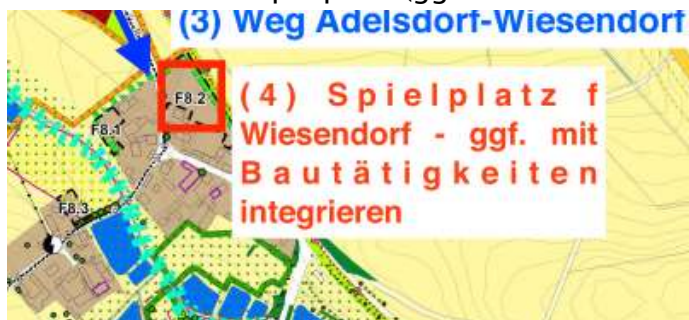 (3) Weg Adelsdorf-Wiesendorf
F8.2
(4) Spielplatz f
Wiesendorf - ggf. mit
Bautätigkeiten
integrieren
F8.1
F8.3